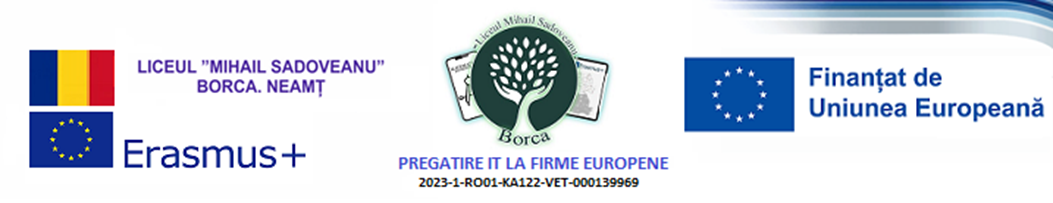 LICEUL ”MIHAIL SADOVEANU”
BORCA. NEAMȚ
Erasmus+
Liceul Mihail Sadoveanu
Borca
PREGATIRE IT LA FIRME EUROPENE
2023-1-RO01-KA122-VET-000139969
Finanțat de
Uniunea Europeană